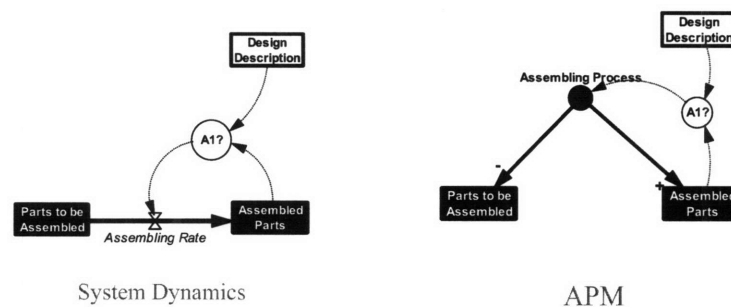 Design
Description
A1?
Parts to be
Assembled
Assembling Rate
Assembled
Parts
System Dynamics
Design
Description
Assembling Process
A1?
-
+
Parts to be
Assembled
Assembled
Parts
APM